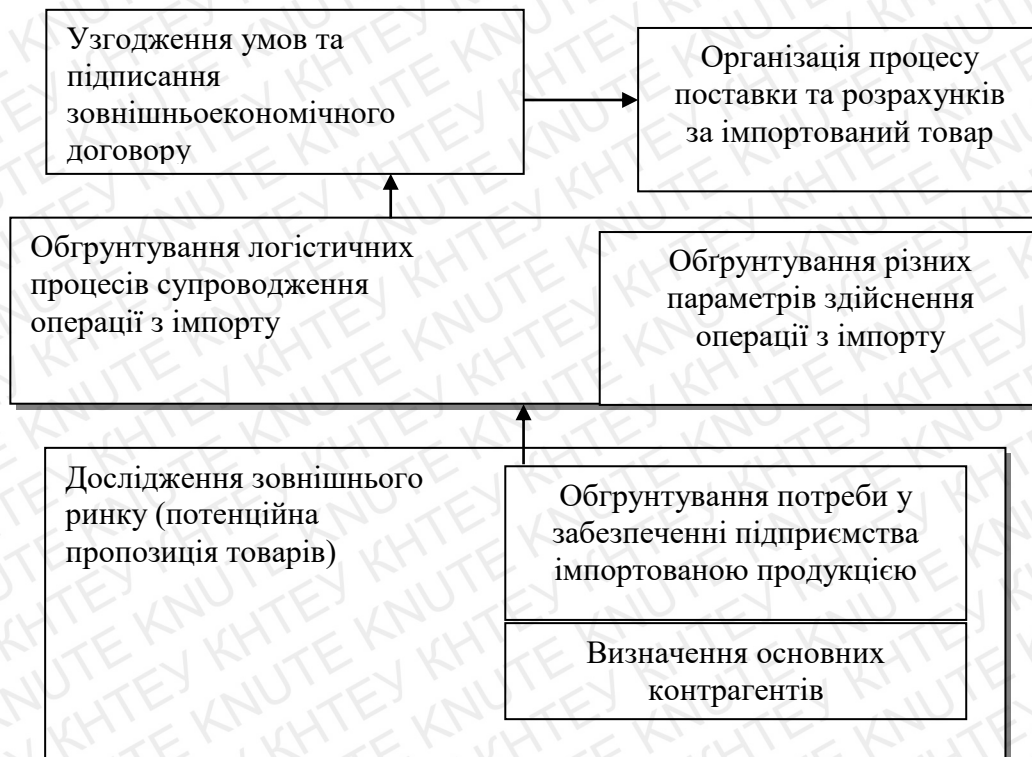 Узгодження умов та
підписання
зовнішньоекономічного
договору
Організація процесу
поставки та розрахунків
за імпортований товар
Обгрунтування логістичних
процесів супроводження
операції з імпорту
Обґрунтування різних
параметрів здійснення
операції з імпорту
Дослідження зовнішнього
ринку (потенційна
пропозиція товарів)
Обгрунтування потреби у
забезпеченні підприємства
імпортованою продукцією
Визначення основних
контрагентів